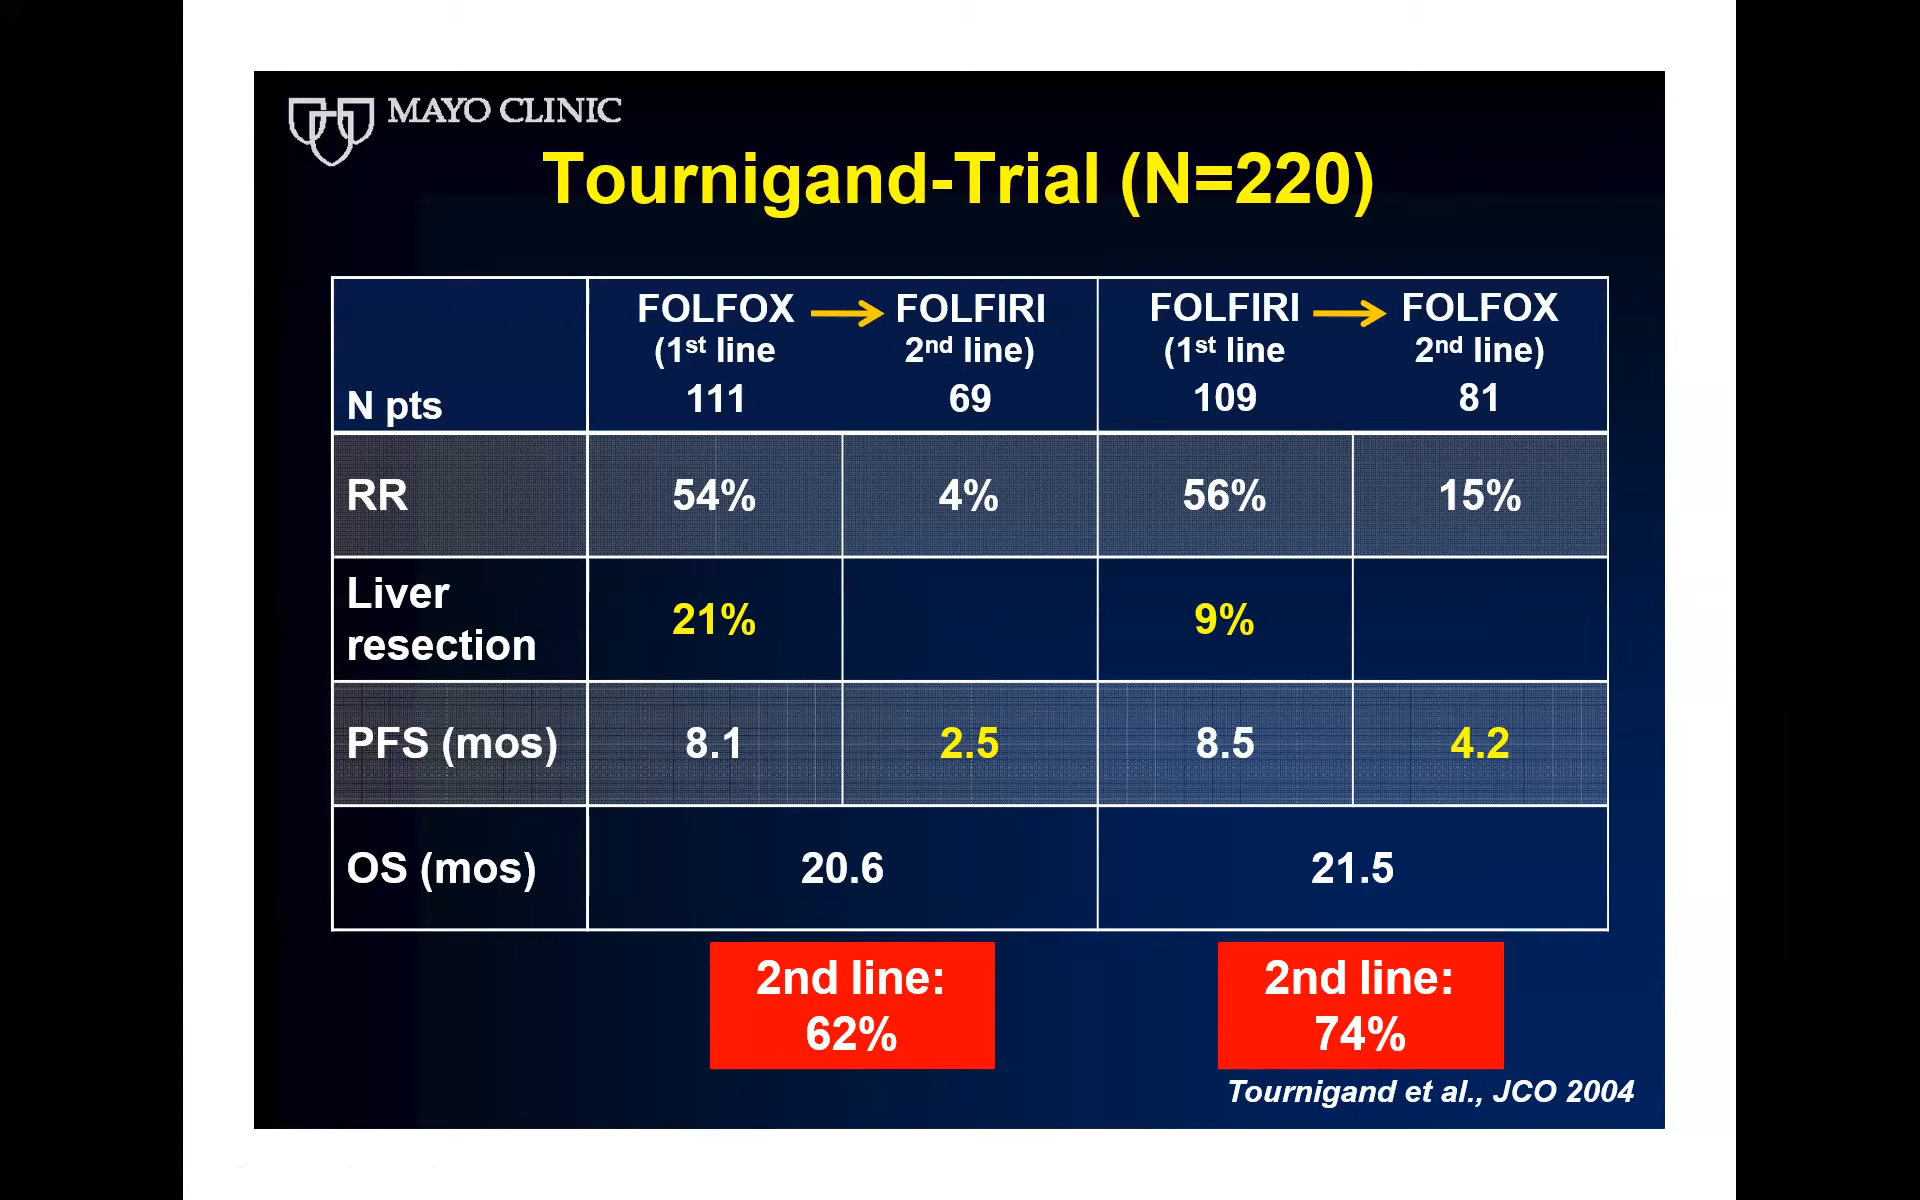 MAYO CLINIC
Tournigand-Trial (N=220)
FOLFOX → FOLFIRI FOLFIRI → FOLFOX
(1st line 2nd line) (1st line 2nd line)
N pts 111 69 109 81
RR 54% 4% 56% 15%
Liver
resection 21% 9%
PFS (mos) 8.1 2.5 8.5 4.2
OS (mos) 20.6 21.5
2nd line: 2nd line:
62% 74%
Tournigand et al., JCO 2004